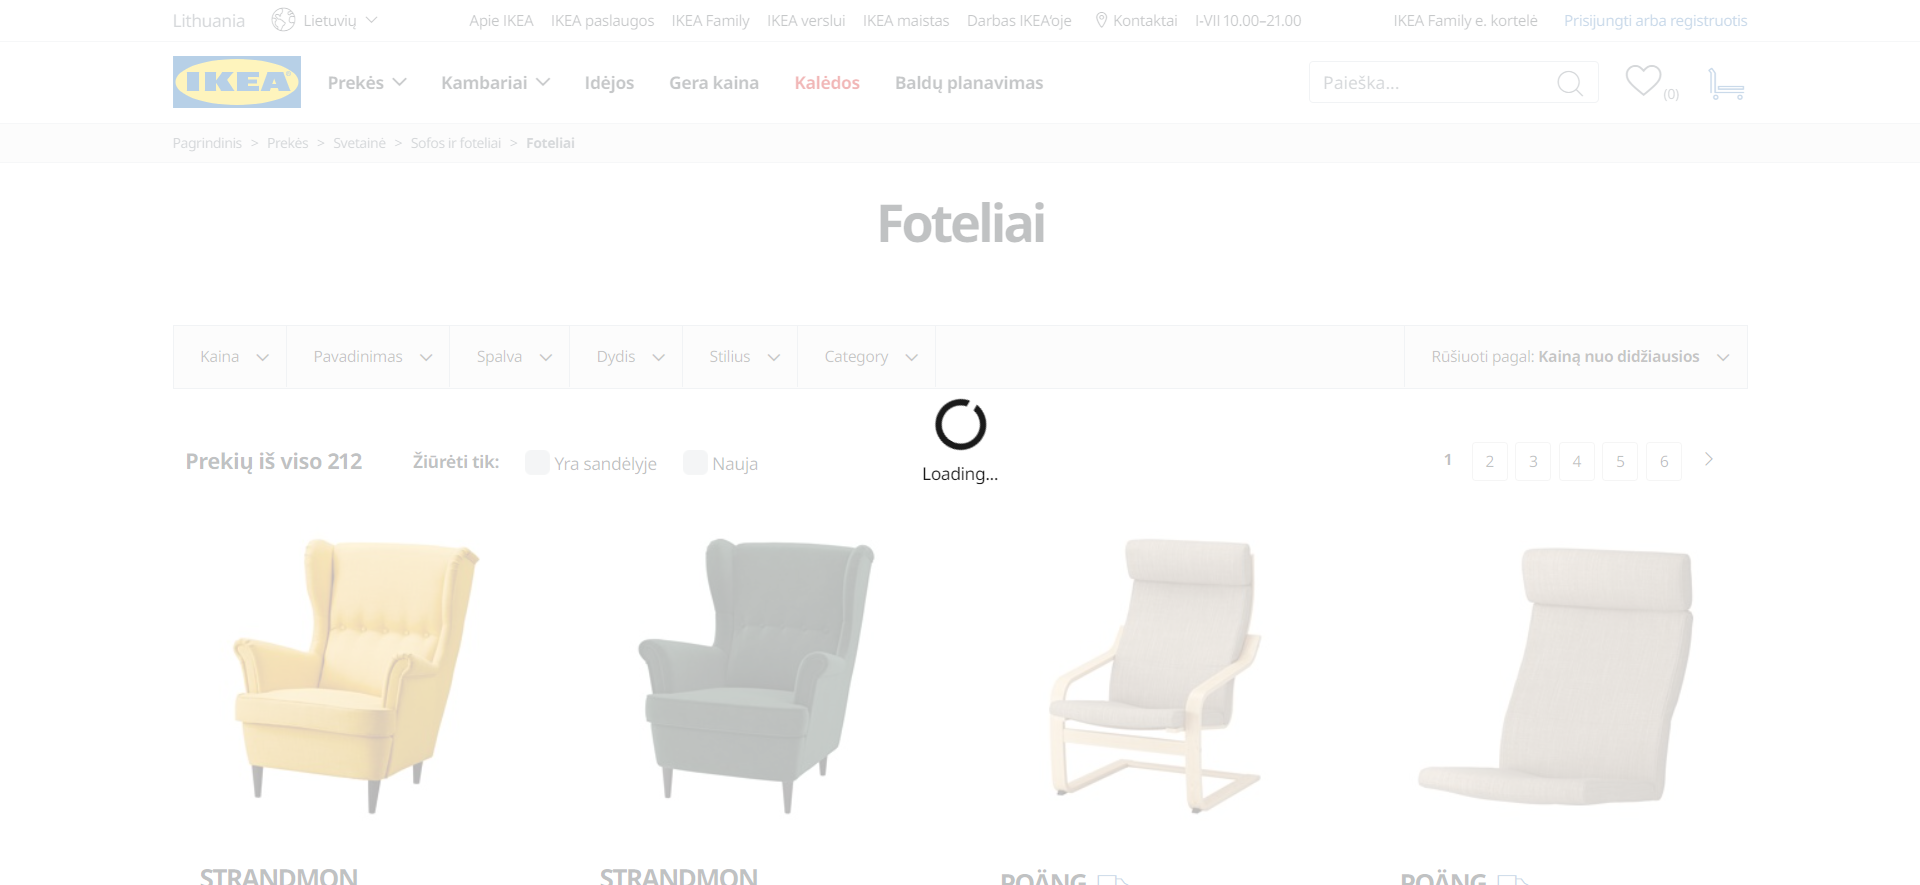 Lithuania Lietuvių Apie IKEA IKEA paslaugos IKEA Family IKEA verslui IKEA maistas Darbas IKEA'oje Kontaktai I-VII 10.00–21.00 IKEA Family e. kortelė Prisijungti arba registruotis
IKEA Prekės Kambariai Idėjos Gera kaina Kalėdos Baldų planavimas Paieška... (0)
Pagrindinis > Prekės > Svetainė > Sofos ir foteliai > Foteliai
Foteliai
Kaina Pavadinimas Spalva Dydis Stilius Category Rūšiuoti pagal: Kainą nuo didžiausios
Prekių iš viso 212 Žiūrėti tik: Yra sandėlyje Nauja 1 2 3 4 5 6 >
Loading...
STRANDMON STRANDMON POÄNG POÄNG